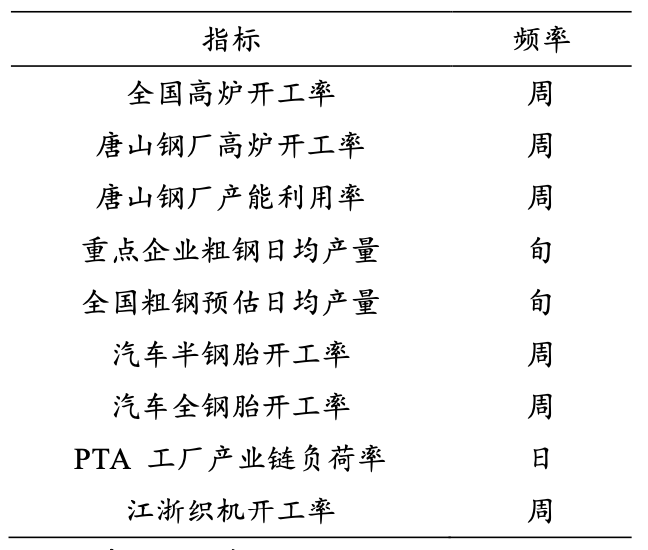 指标 频率
全国高炉开工率 周
唐山钢厂高炉开工率 周
唐山钢厂产能利用率 周
重点企业粗钢日均产量 旬
全国粗钢预估日均产量 旬
汽车半钢胎开工率 周
汽车全钢胎开工率 周
PTA 工厂产业链负荷率 日
江浙织机开工率 周